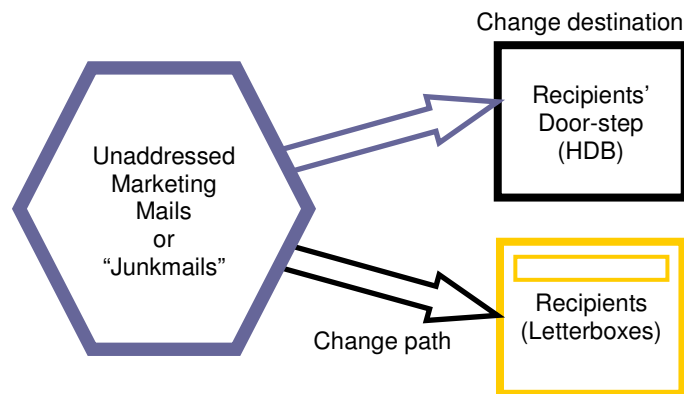 Change destination
Recipients’
Door-step
(HDB)
Unaddressed
Marketing
Mails
or
“Junkmails”
Recipients
(Letterboxes)
Change path